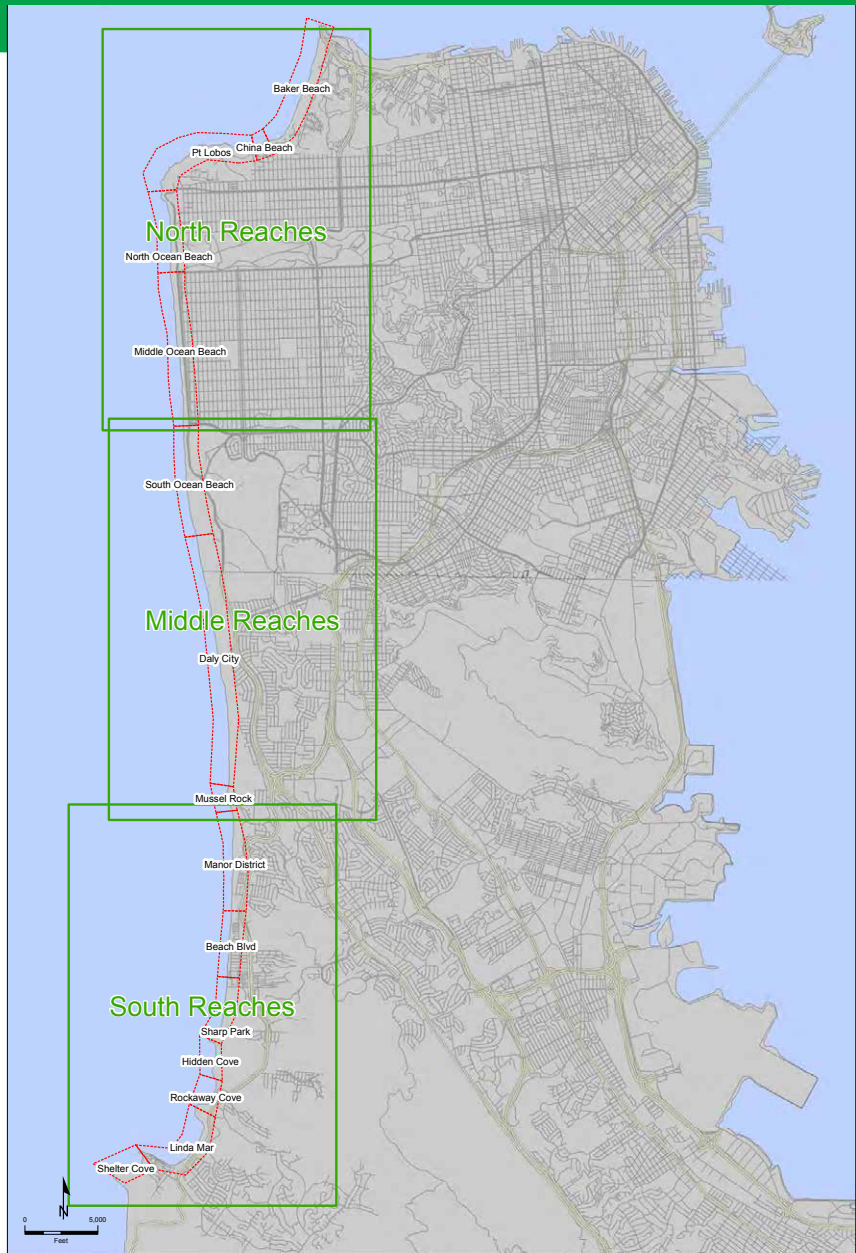 Baker Beach
China Beach
Pt Lobos
North Reaches
North Ocean Beach
Middle Ocean Beach
South Ocean Beach
Middle Reaches
Daly City
Mussel Rock
Manor District
Beach Blvd
South Reaches
Sharp Park
Hidden Cove
Rockaway Cove
Linda Mar
Shelter Cove
N
0 5,000
Feet